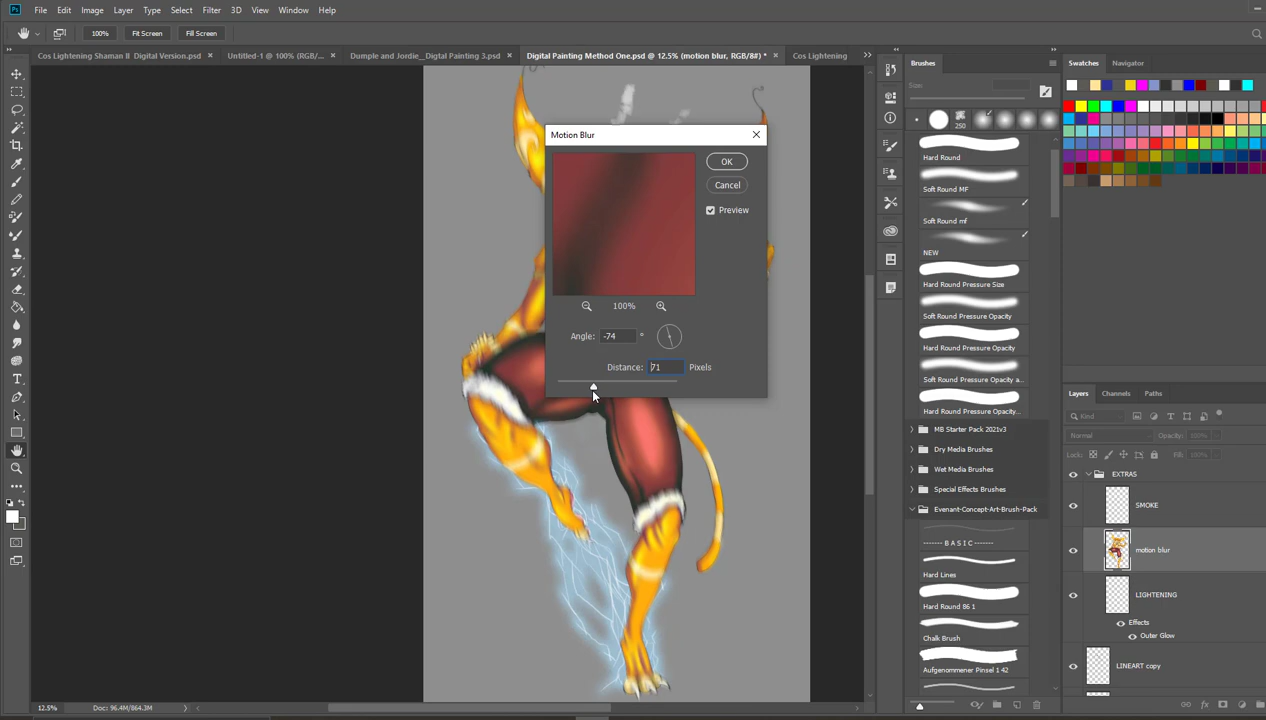 Ps File Edit Image Layer Type Select Filter 3D View Window Help
100% Fit Screen Fill Screen
Cos Lightening Shaman II Digital Version.psd × Untitled-1 @ 100% (RGB/... × Dumple and Jordie_ Digtal Painting 3.psd × Digital Painting Method One.psd @ 12.5% (motion blur, RGB/8#) * × Cos Lightening
Motion Blur
OK
Cancel
Preview
100%
Angle: -74 °
Distance: 71 Pixels
12.5% Doc: 96.4M/864.3M
Brushes
Size:
250
Hard Round
Soft Round MF
Soft Round mf
NEW
Hard Round Pressure Size
Soft Round Pressure Opacity
Hard Round Pressure Opacity
Soft Round Pressure Opacity a...
Hard Round Pressure Opacity...
MB Starter Pack 2021v3
Dry Media Brushes
Wet Media Brushes
Special Effects Brushes
Evenant-Concept-Art-Brush-Pack
------- B A S I C -------
Hard Lines
Hard Round 86 1
Chalk Brush
Aufgenommener Pinsel 1 42
Swatches Navigator
Layers Channels Paths
Kind
Normal Opacity: 100%
Lock: Fill: 100%
EXTRAS
SMOKE
motion blur
LIGHTENING
Effects
Outer Glow
LINEART copy